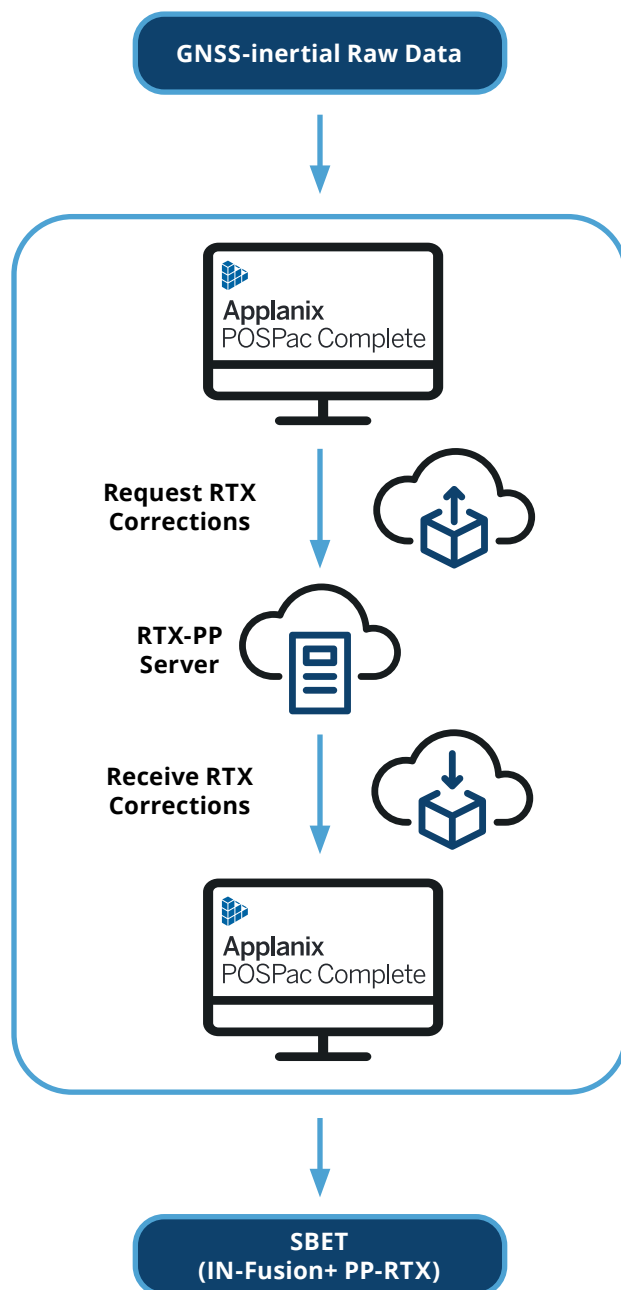 GNSS-inertial Raw Data
Applanix
POSPac Complete
Request RTX
Corrections
RTX-PP
Server
Receive RTX
Corrections
Applanix
POSPac Complete
SBET
(IN-Fusion+ PP-RTX)